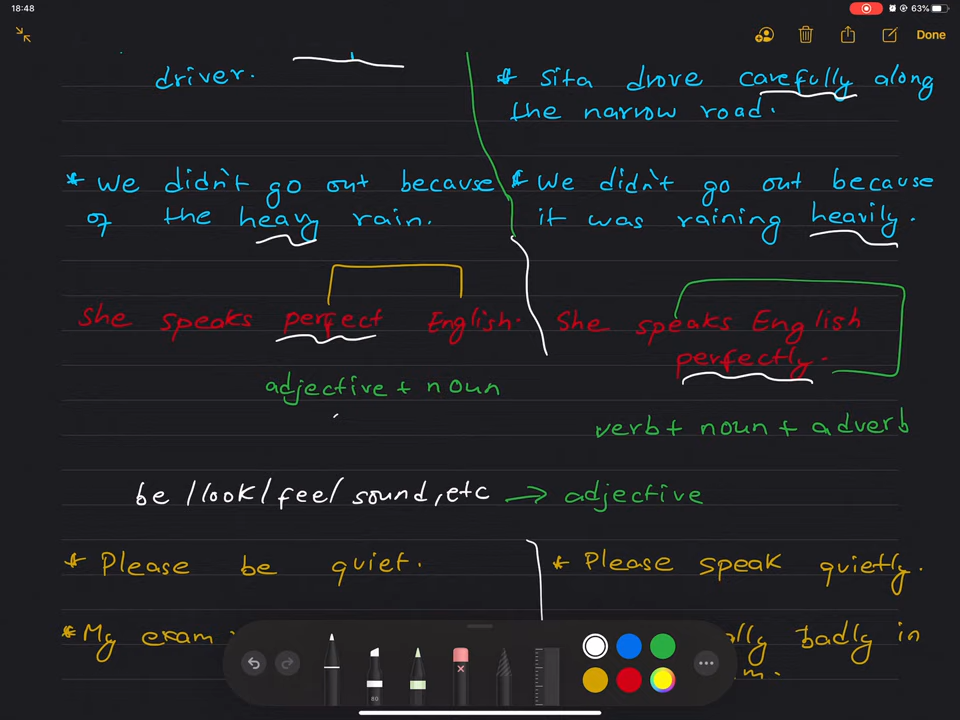 18:48
63%
Done
driver.
* Sita drove carefully along
the narrow road.
* We didn't go out because
of the heavy rain.
* We didn't go out because
it was raining heavily.
She speaks perfect English.
She speaks English
perfectly.
adjective + noun
verb + noun + adverb
be /look/feel/ sound, etc → adjective
* Please be quiet.
* Please speak quietly.
* My exam
badly in
80